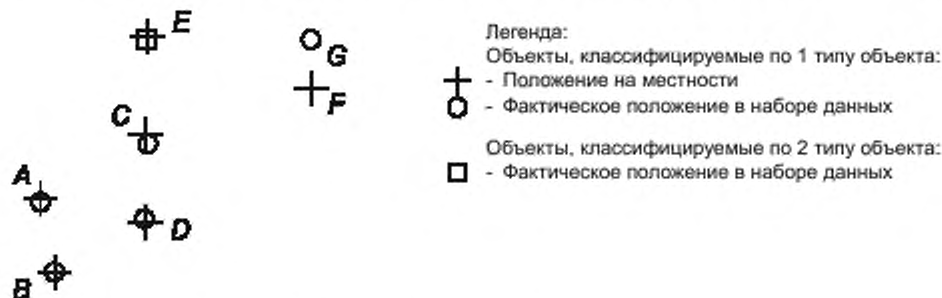 E
G
F
C
A
D
B
Легенда:
Объекты, классифицируемые по 1 типу объекта:
- Положение на местности
- Фактическое положение в наборе данных
Объекты, классифицируемые по 2 типу объекта:
- Фактическое положение в наборе данных